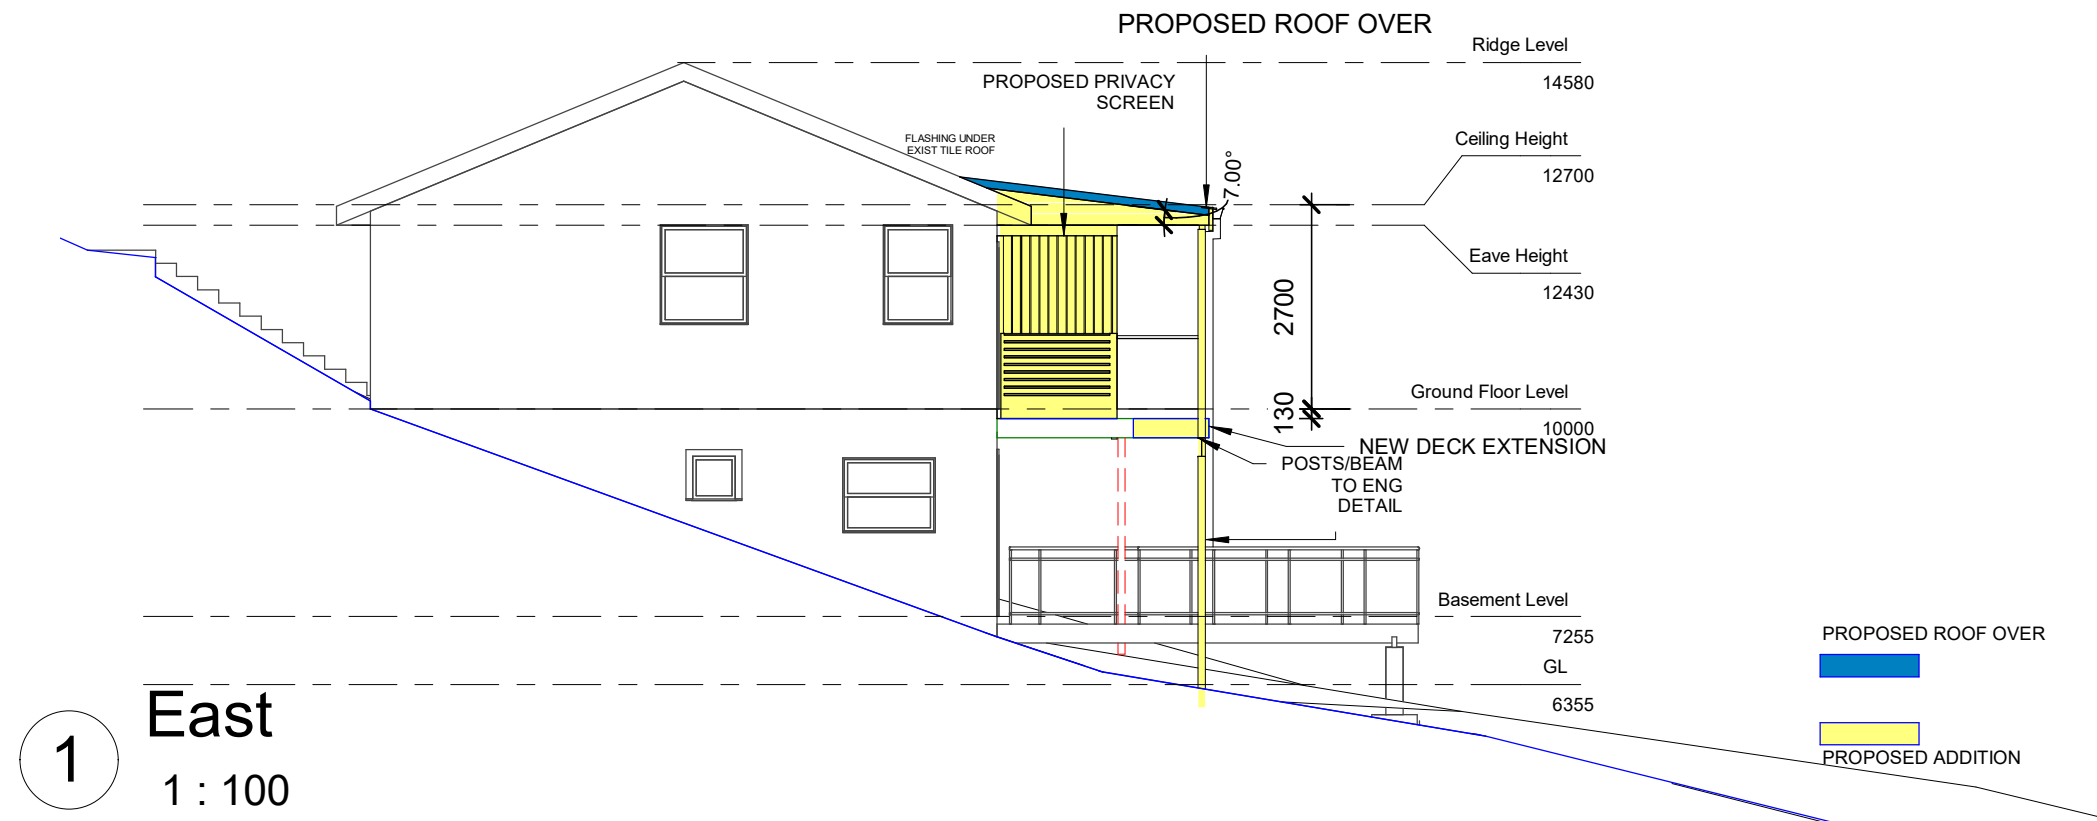 PROPOSED ROOF OVER
Ridge Level
14580
PROPOSED PRIVACY
SCREEN
FLASHING UNDER
EXIST TILE ROOF
Ceiling Height
12700
7.00°
Eave Height
12430
2700
Ground Floor Level
10000
130
NEW DECK EXTENSION
POSTS/BEAM
TO ENG
DETAIL
Basement Level
7255
GL
6355
PROPOSED ROOF OVER
PROPOSED ADDITION
1
East
1 : 100